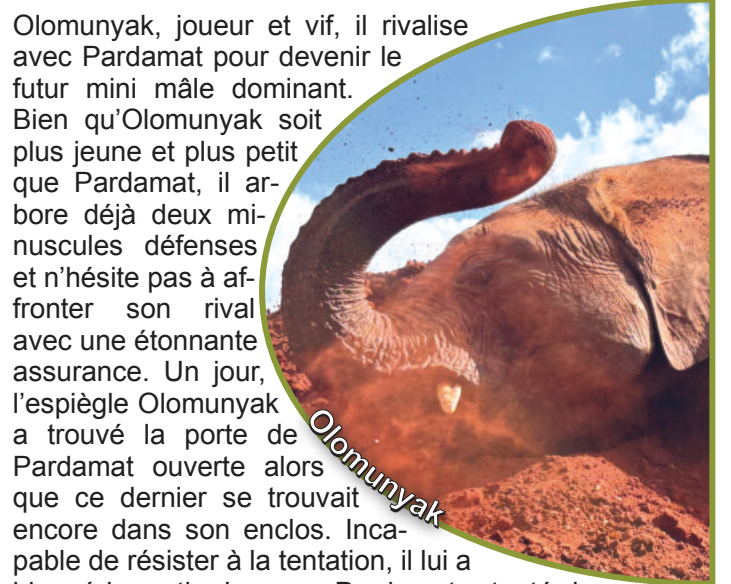 Olomunyak, joueur et vif, il rivalise
avec Pardamat pour devenir le
futur mini mâle dominant.
Bien qu'Olomunyak soit
plus jeune et plus petit
que Pardamat, il ar-
bore déjà deux mi-
nuscules défenses
et n'hésite pas à af-
fronter son rival
avec une étonnante
assurance. Un jour,
l'espiègle Olomunyak
a trouvé la porte de
Pardamat ouverte alors
que ce dernier se trouvait
encore dans son enclos. Inca-
pable de résister à la tentation, il lui a
Olomunyak